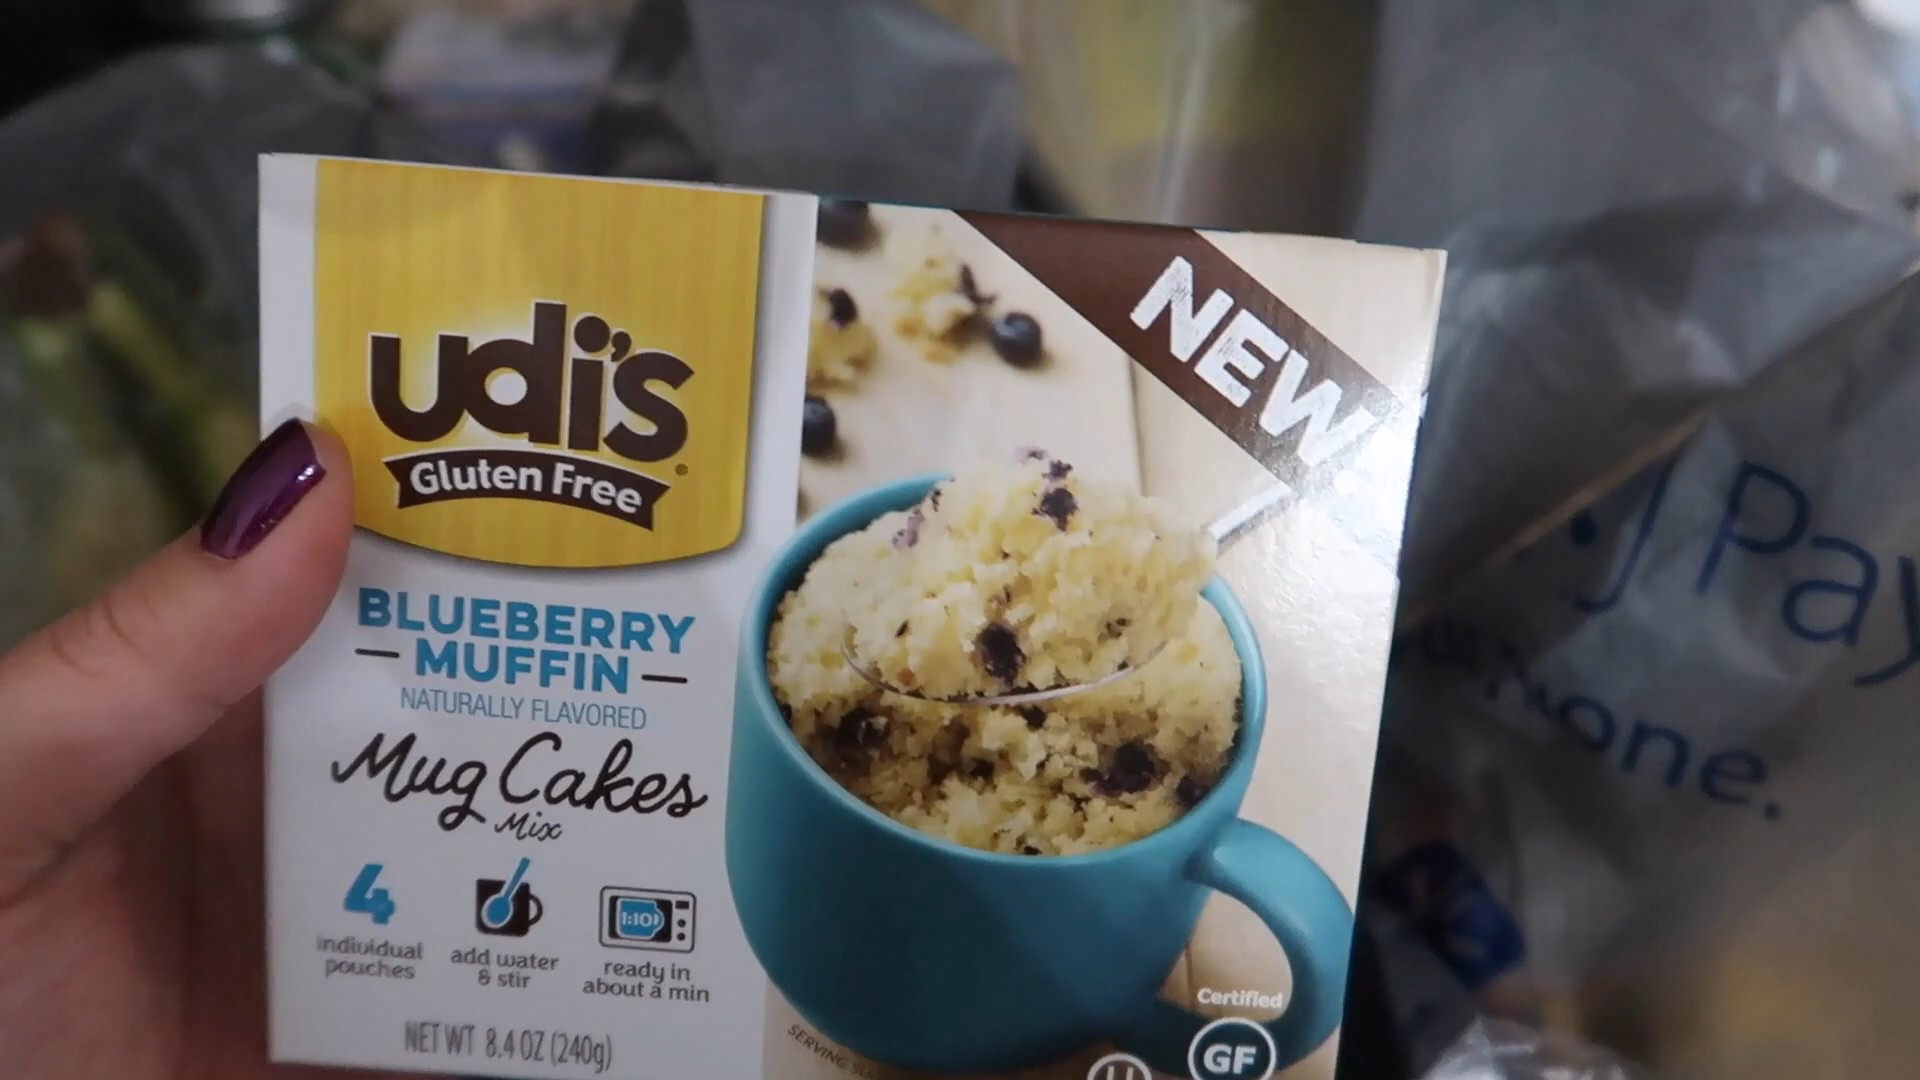 udi's
Gluten Free
BLUEBERRY
MUFFIN
NATURALLY FLAVORED
Mug Cakes
Mix
4
individual
pouches
add water
& stir
1:10
ready in
about a min
NET WT 8.4 OZ (240g)
NEW
SERVING
Certified
GF
U
Pay
one.